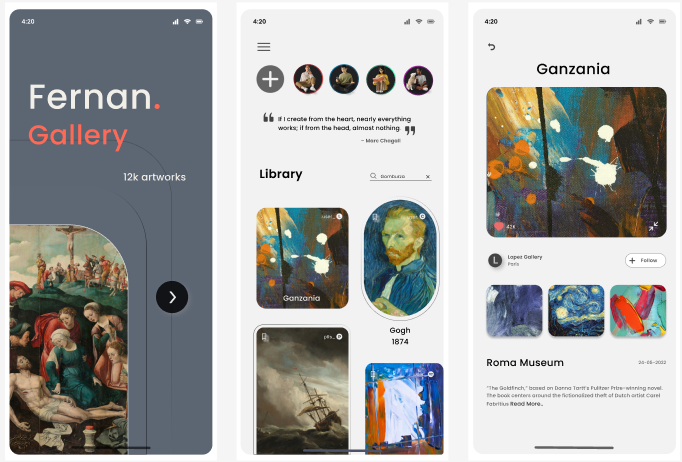 4:20
Fernan.
Gallery
12k artworks
4:20
If I create from the heart, nearly everything
works; if from the head, almost nothing.
- Marc Chagall
Library
Gomburza
Ganzania
Gogh
1874
4:20
Ganzania
42k
L
Lopez Gallery
Paris
Follow
Roma Museum
26-05-2022
"The Goldfinch," based on Donna Tartt's Pulitzer Prize-winning novel.
The book centers around the fictionalized theft of Dutch artist Carel
Fabritius Read More..